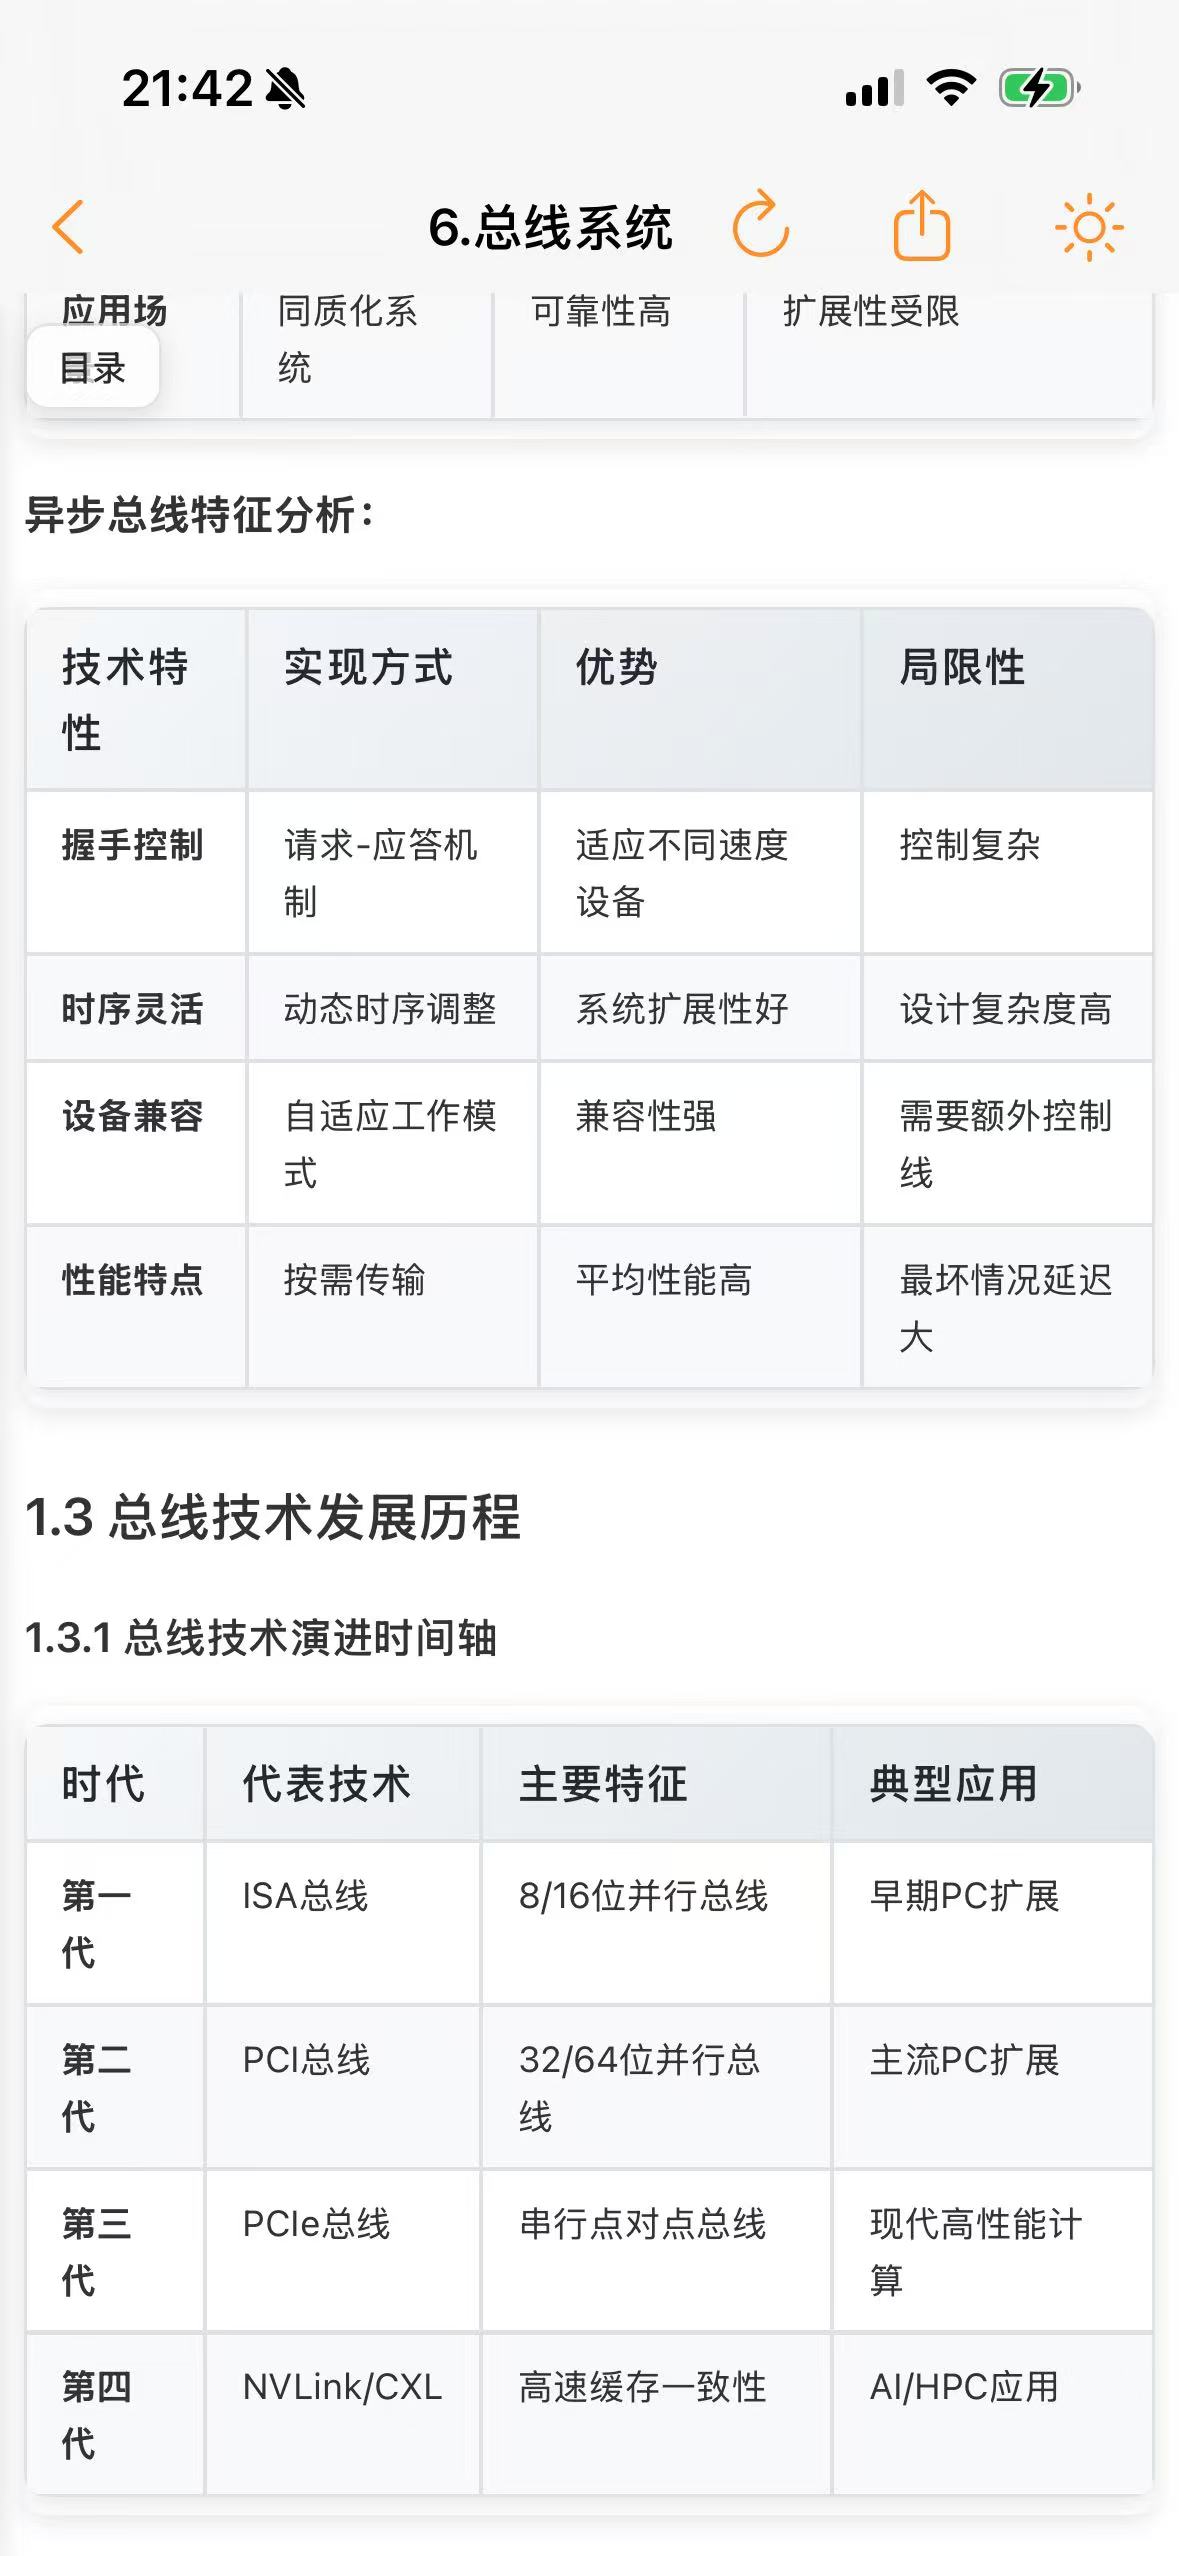 21:42
6.总线系统
应用场 同质化系 可靠性高 扩展性受限
统
目录
异步总线特征分析：
技术特 实现方式 优势 局限性
性
握手控制 请求-应答机 适应不同速度 控制复杂
制 设备
时序灵活 动态时序调整 系统扩展性好 设计复杂度高
设备兼容 自适应工作模 兼容性强 需要额外控制
式 线
性能特点 按需传输 平均性能高 最坏情况延迟
大
1.3 总线技术发展历程
1.3.1 总线技术演进时间轴
时代 代表技术 主要特征 典型应用
第一 ISA总线 8/16位并行总线 早期PC扩展
代
第二 PCI总线 32/64位并行总 主流PC扩展
代 线
第三 PCIe总线 串行点对点总线 现代高性能计
代 算
第四 NVLink/CXL 高速缓存一致性 AI/HPC应用
代